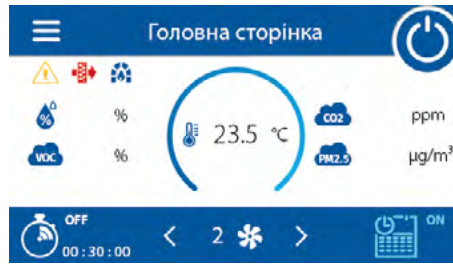 Головна сторінка
% % CO2 ppm
23.5 °C
VOC % PM2.5 µg/m³
OFF ON
00:30:00 2